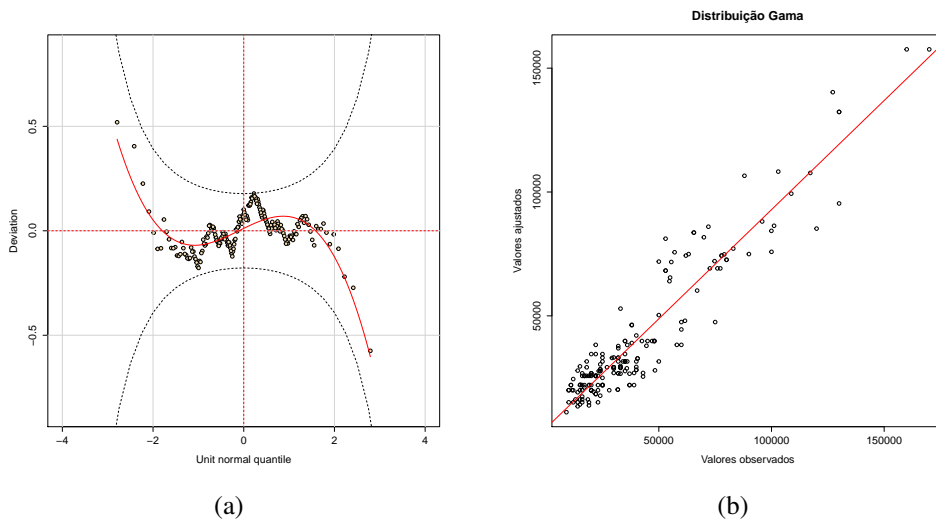 Distribuição Gama
Deviation
0.5
0.0
−0.5
−4
−2
0
2
4
Unit normal quantile
Valores ajustados
150000
100000
50000
50000
100000
150000
Valores observados
(a)
(b)